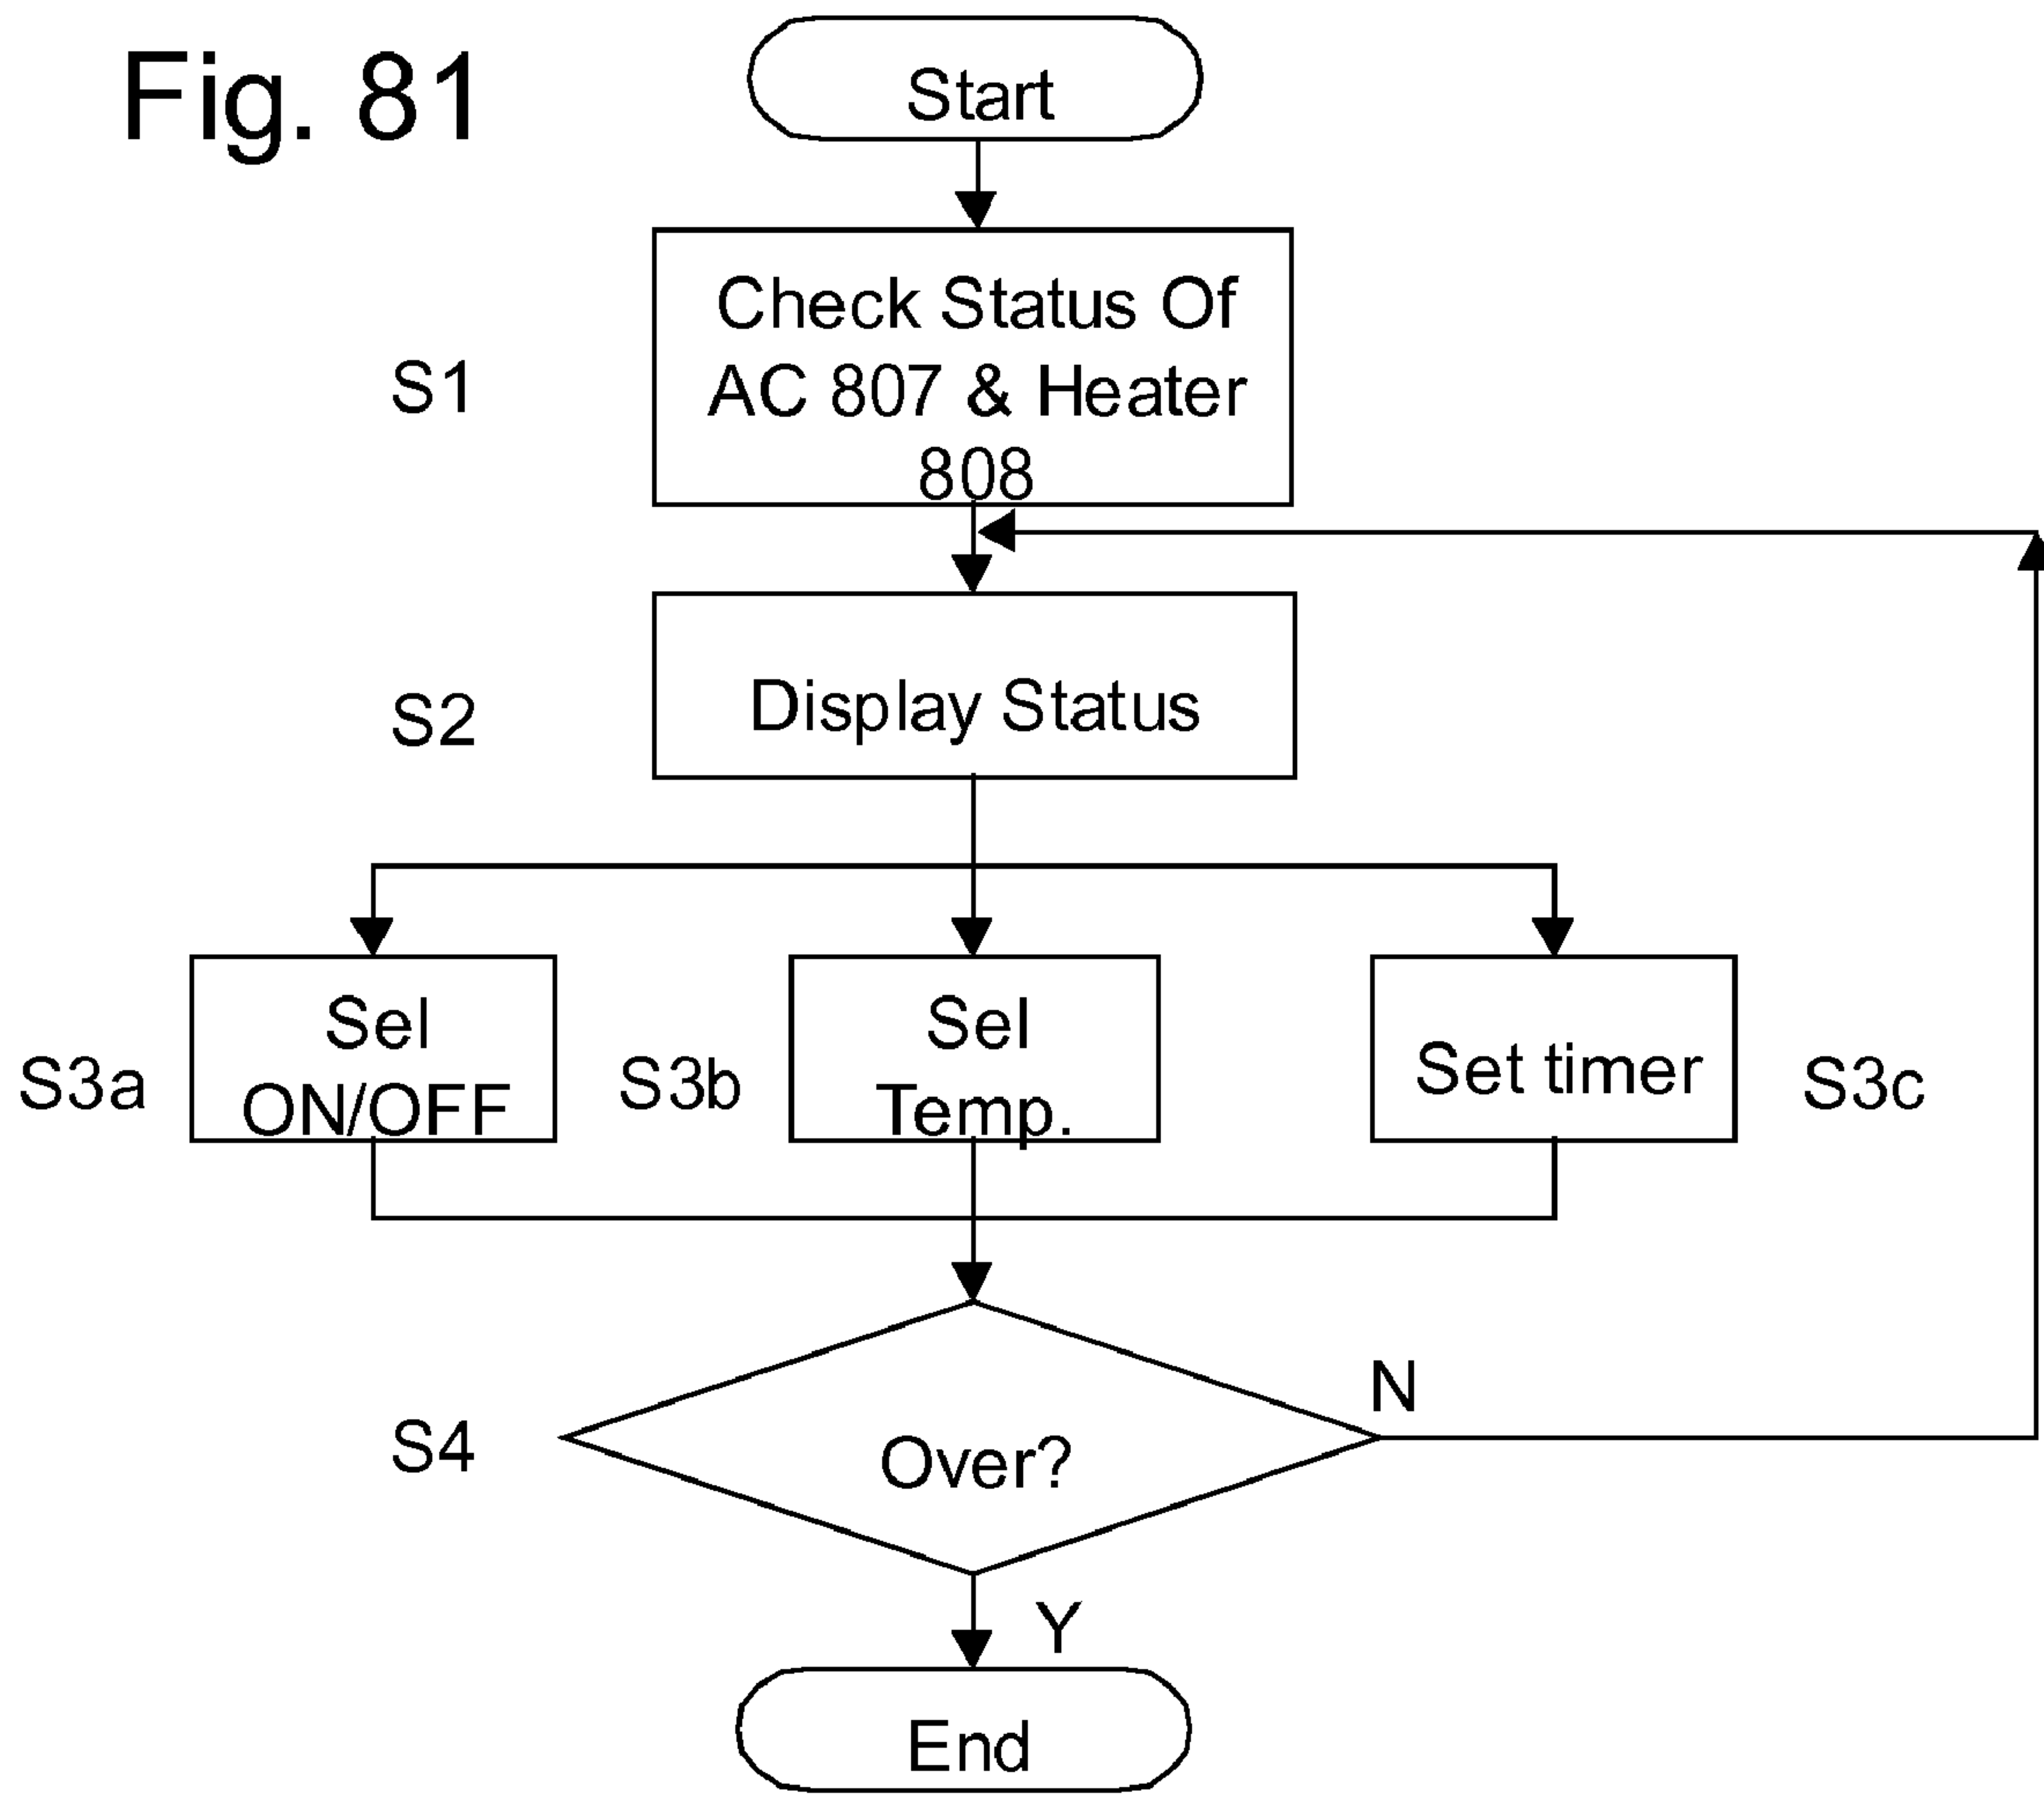 Fig. 81
Start
S1
Check Status Of
AC 807 & Heater
808
S2
Display Status
S3a
Sel
ON/OFF
S3b
Sel
Temp.
Set timer
S3c
S4
Over?
N
Y
End